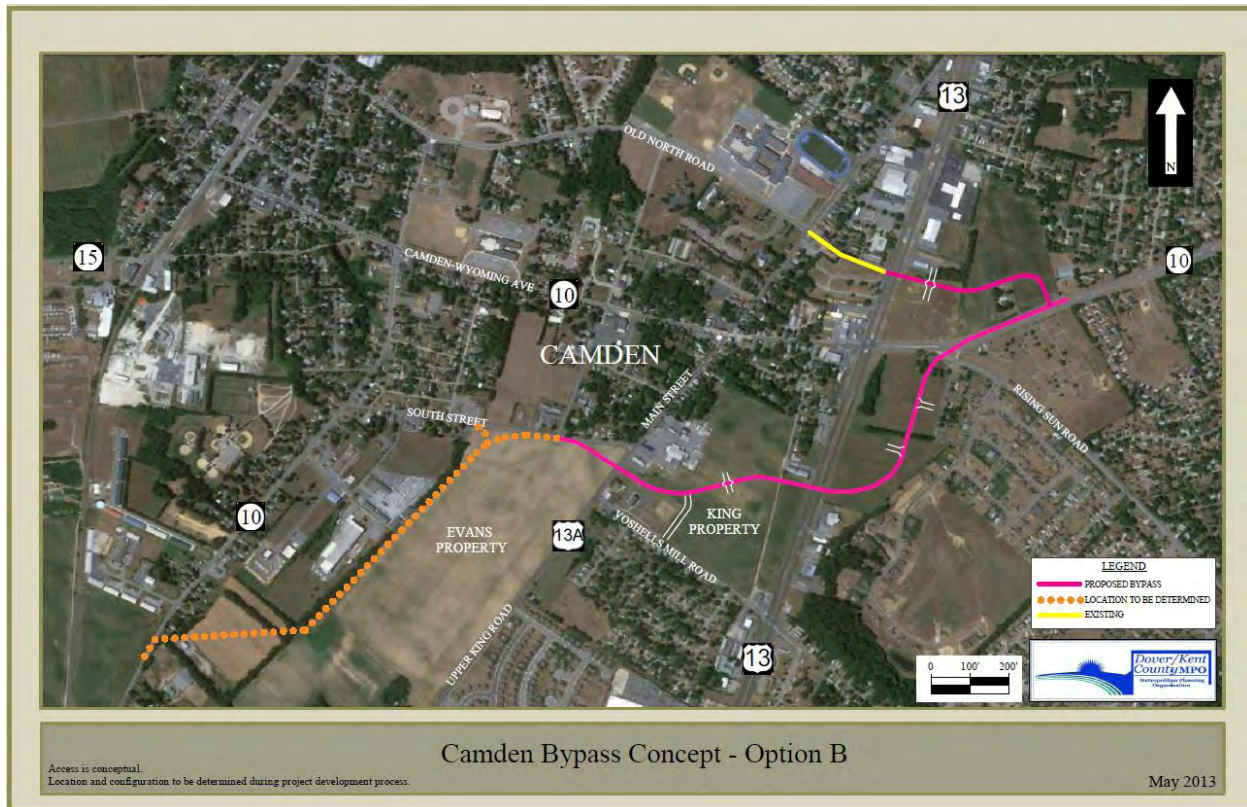 13
N
OLD NORTH ROAD
15
10
CAMDEN-WYOMING AVE
10
CAMDEN
MAIN STREET
SOUTH STREET
RISING SUN ROAD
10
EVANS
PROPERTY
13A
KING
PROPERTY
VOSHELLS MILL ROAD
UPPER KING ROAD
13
LEGEND
PROPOSED BYPASS
LOCATION TO BE DETERMINED
EXISTING
0 100' 200'
Dover/Kent
County MPO
Metropolitan Planning
Organization
Camden Bypass Concept - Option B
Access is conceptual.
Location and configuration to be determined during project development process.
May 2013